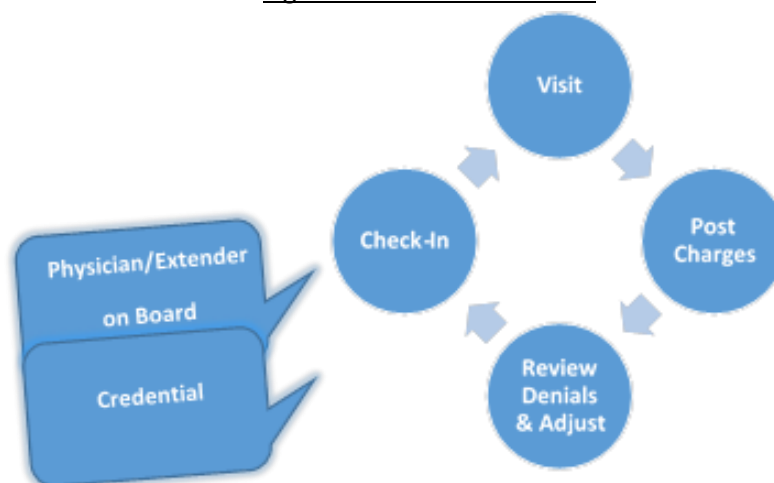 Visit
Check-In
Post
Charges
Physician/Extender
on Board
Credential
Review
Denials
& Adjust